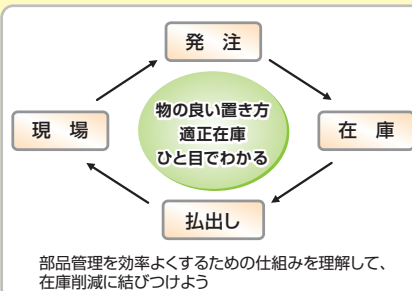 発　注
現　場
物の良い置き方
適正在庫
ひと目でわかる
在　庫
払出し
部品管理を効率よくするための仕組みを理解して、
在庫削減に結びつけよう